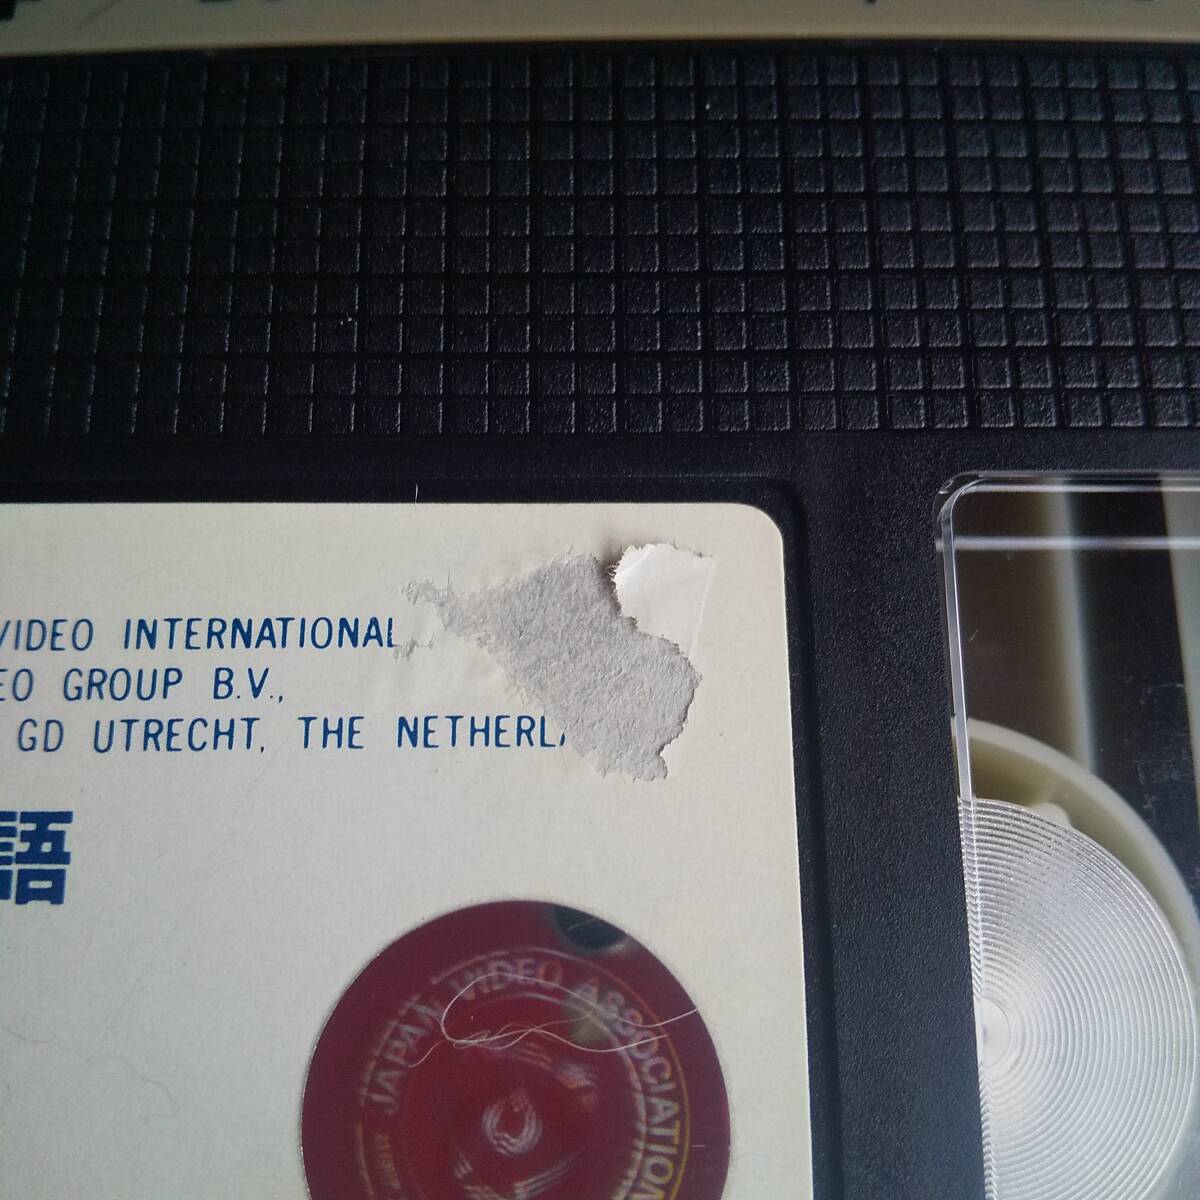 VIDEO INTERNATIONAL
EO GROUP B.V.,
GD UTRECHT, THE NETHERL
語
JAPAN VIDEO ASSOCIATION